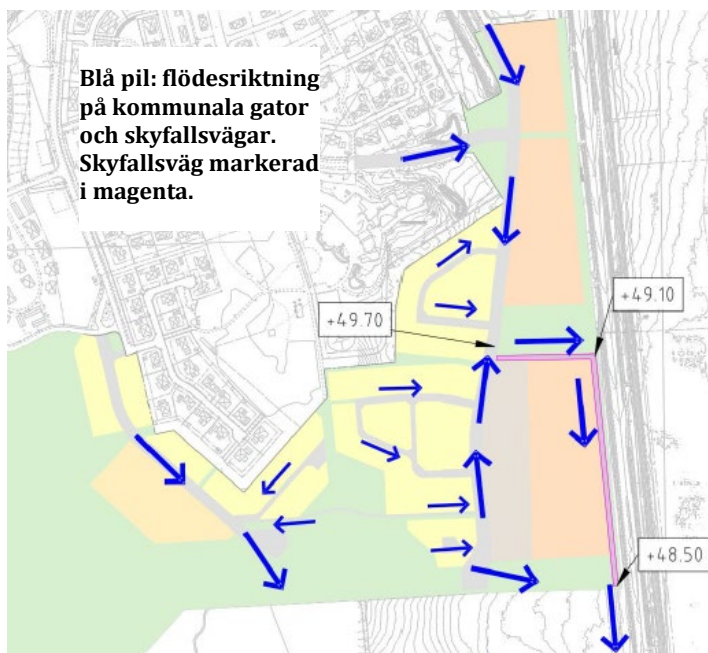 Blå pil: flödesriktning
på kommunala gator
och skyfallsvägar.
Skyfallsväg markerad
i magenta.
+49.10
+49.70
+48.50